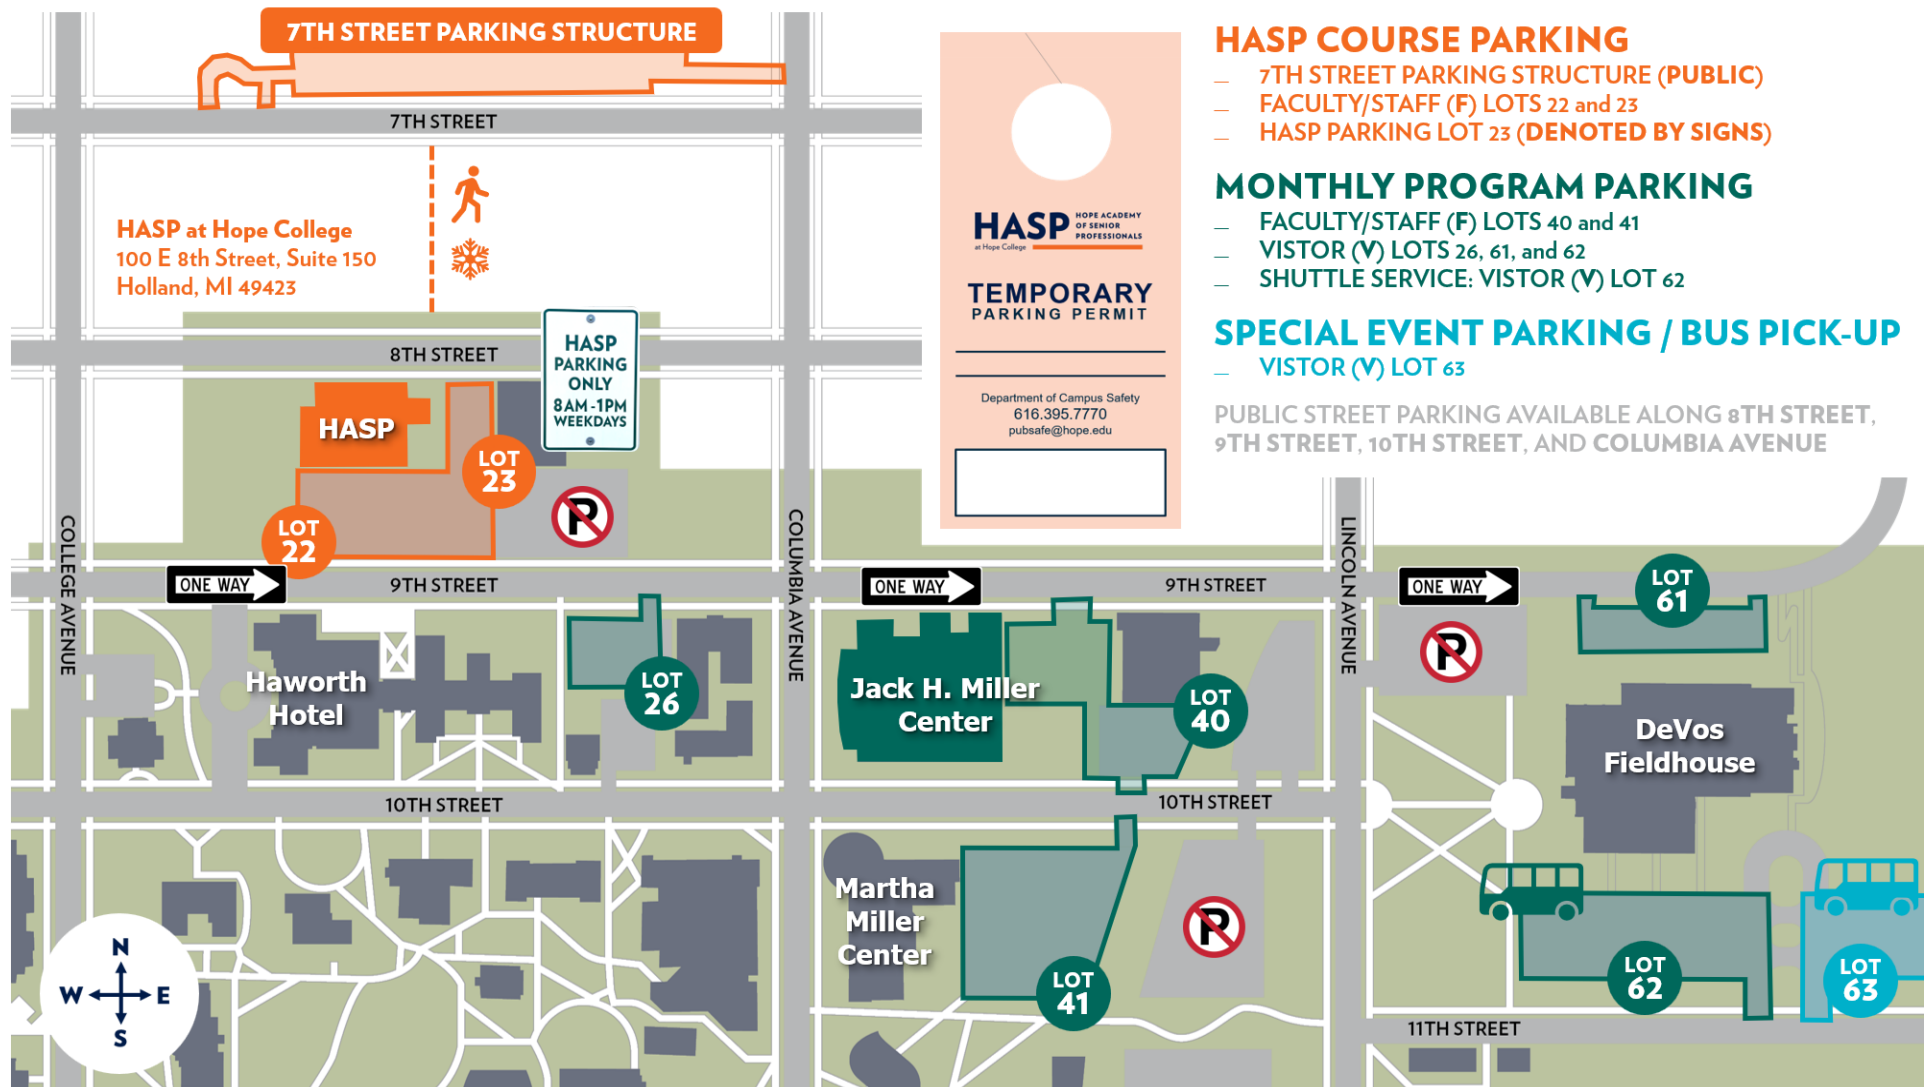 7TH STREET PARKING STRUCTURE
7TH STREET
HASP at Hope College
100 E 8th Street, Suite 150
Holland, MI 49423
8TH STREET
HASP
PARKING
ONLY
8AM-1PM
WEEKDAYS
HASP
LOT
23
LOT
22
P
COLLEGE AVENUE
ONE WAY
9TH STREET
COLUMBIA AVENUE
Haworth
Hotel
LOT
26
10TH STREET
N
W E
S
HASP HOPE ACADEMY
OF SENIOR
PROFESSIONALS
at Hope College
TEMPORARY
PARKING PERMIT
Department of Campus Safety
616.395.7770
pubsafe@hope.edu
HASP COURSE PARKING
— 7TH STREET PARKING STRUCTURE (PUBLIC)
— FACULTY/STAFF (F) LOTS 22 and 23
— HASP PARKING LOT 23 (DENOTED BY SIGNS)
MONTHLY PROGRAM PARKING
— FACULTY/STAFF (F) LOTS 40 and 41
— VISTOR (V) LOTS 26, 61, and 62
— SHUTTLE SERVICE: VISTOR (V) LOT 62
SPECIAL EVENT PARKING / BUS PICK-UP
— VISTOR (V) LOT 63
PUBLIC STREET PARKING AVAILABLE ALONG 8TH STREET,
9TH STREET, 10TH STREET, AND COLUMBIA AVENUE
ONE WAY
9TH STREET
LINCOLN AVENUE
ONE WAY
LOT
61
P
Jack H. Miller
Center
LOT
40
DeVos
Fieldhouse
10TH STREET
Martha
Miller
Center
P
LOT
41
LOT
62
LOT
63
11TH STREET